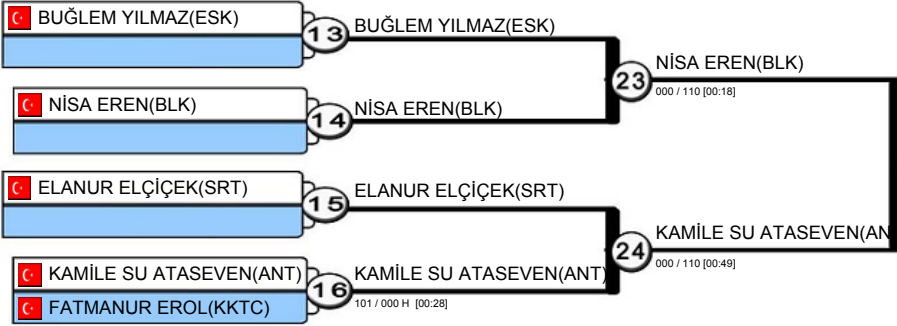 BUĞLEM YILMAZ(ESK)
13
BUĞLEM YILMAZ(ESK)
NİSA EREN(BLK)
14
NİSA EREN(BLK)
23
NİSA EREN(BLK)
000 / 110 [00:18]
ELANUR ELÇİÇEK(SRT)
15
ELANUR ELÇİÇEK(SRT)
KAMİLE SU ATASEVEN(ANT)
FATMANUR EROL(KKTC)
16
KAMİLE SU ATASEVEN(ANT)
101 / 000 H [00:28]
24
KAMİLE SU ATASEVEN(AN
000 / 110 [00:49]